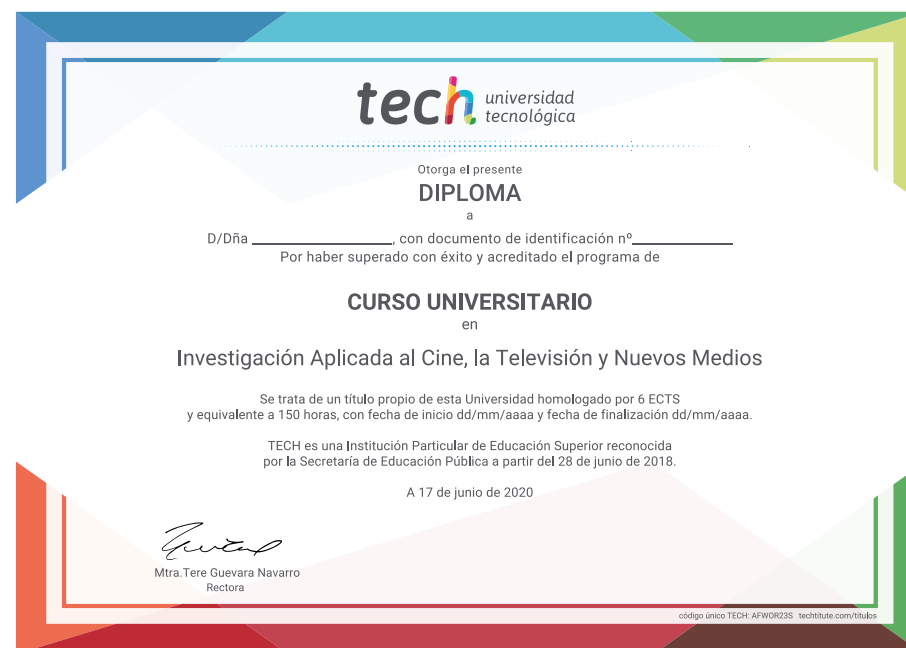 tech universidad
tecnológica
Otorga el presente
DIPLOMA
a
D/Dña ____________________, con documento de identificación nº______________
Por haber superado con éxito y acreditado el programa de
CURSO UNIVERSITARIO
en
Investigación Aplicada al Cine, la Televisión y Nuevos Medios
Se trata de un título propio de esta Universidad homologado por 6 ECTS
y equivalente a 150 horas, con fecha de inicio dd/mm/aaaa y fecha de finalización dd/mm/aaaa.
TECH es una Institución Particular de Educación Superior reconocida
por la Secretaría de Educación Pública a partir del 28 de junio de 2018.
A 17 de junio de 2020
Mtra.Tere Guevara Navarro
Rectora
código único TECH: AFWOR23S techtitute.com/titulos